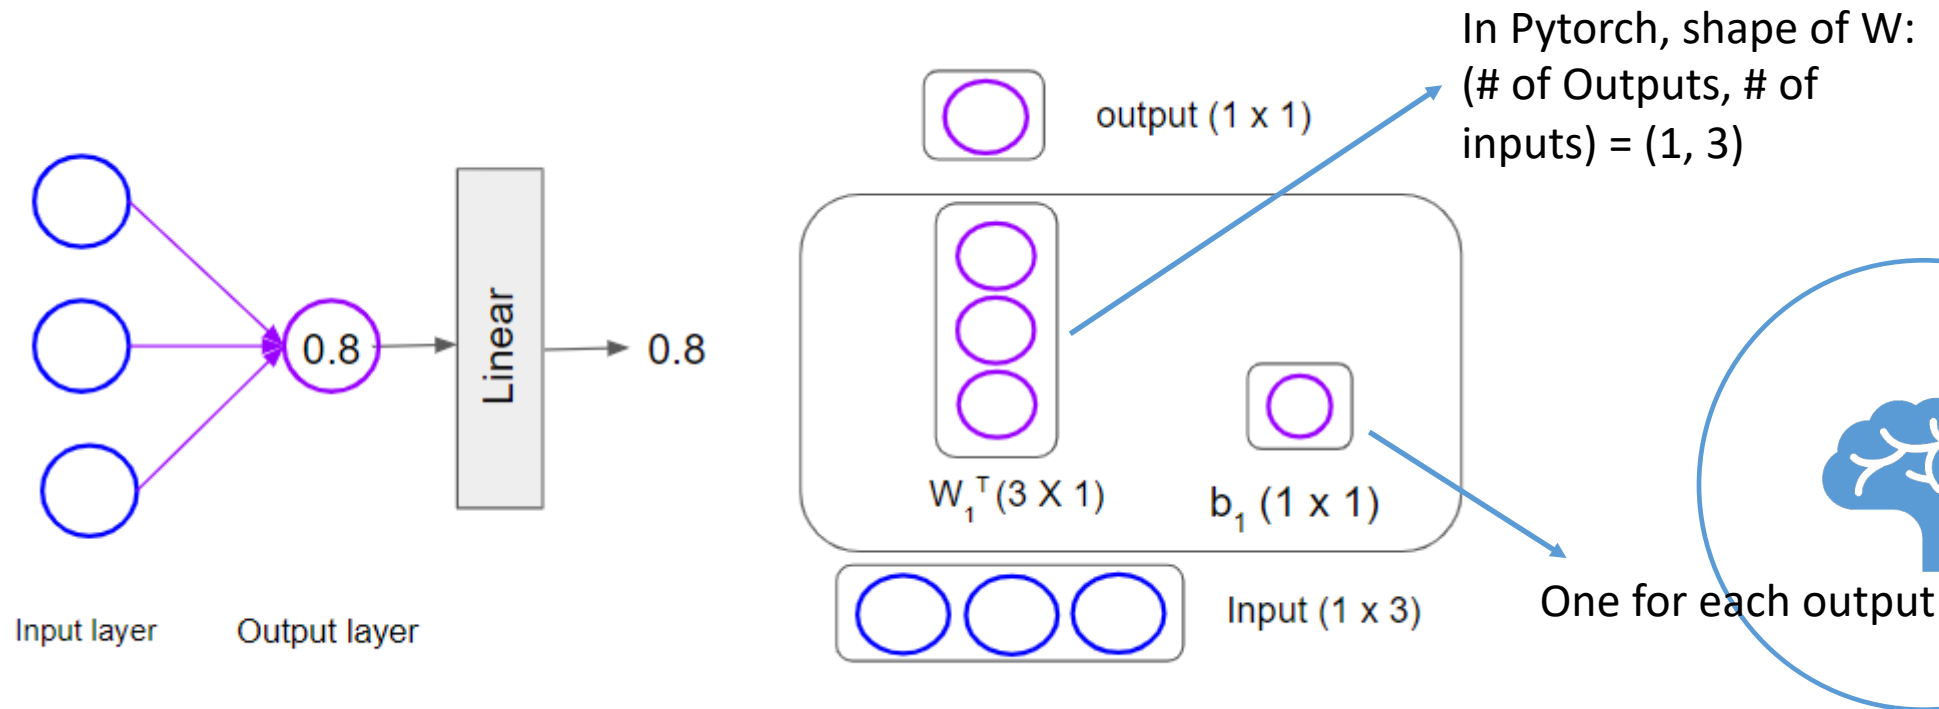 In Pytorch, shape of W:
(# of Outputs, # of
inputs) = (1, 3)
output (1 x 1)
0.8
Linear
0.8
W₁ᵀ (3 X 1)
b₁ (1 x 1)
Input (1 x 3)
One for each output
Input layer
Output layer